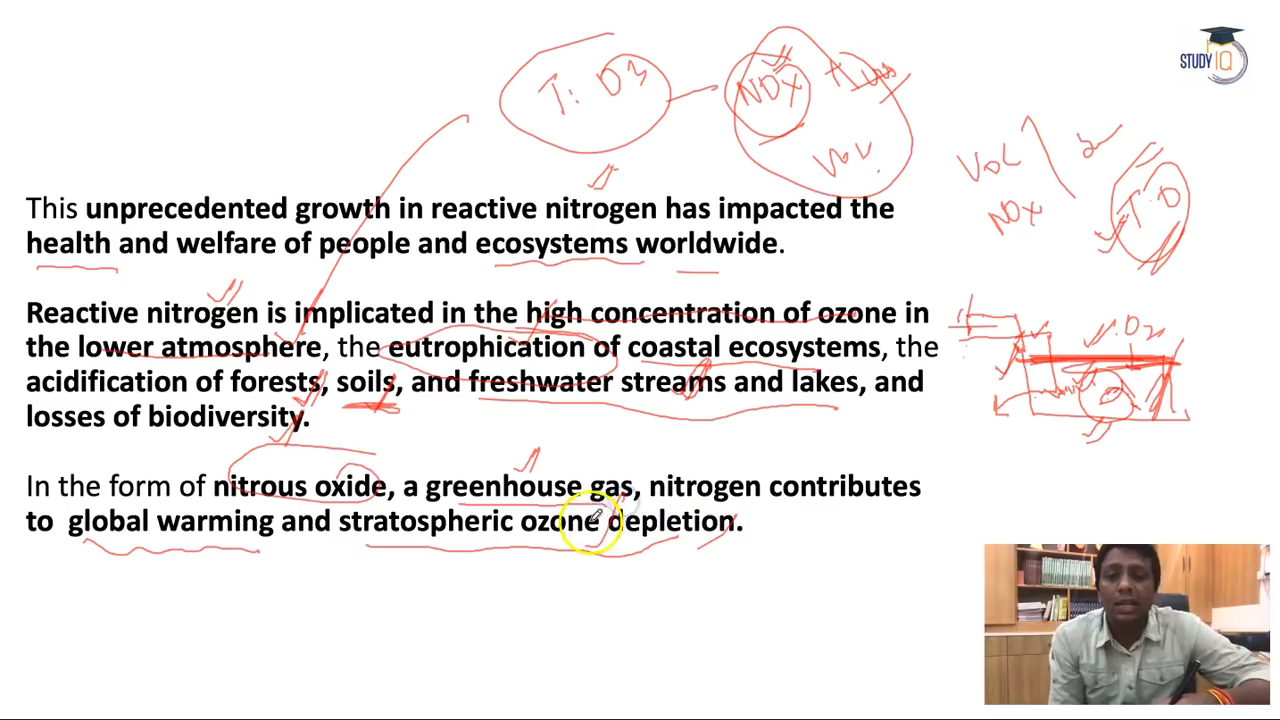 STUDY IQ
T: O3
NOX
VOC
VOC
NOX
T.O
This unprecedented growth in reactive nitrogen has impacted the
health and welfare of people and ecosystems worldwide.
Reactive nitrogen is implicated in the high concentration of ozone in
the lower atmosphere, the eutrophication of coastal ecosystems, the
acidification of forests, soils, and freshwater streams and lakes, and
losses of biodiversity.
In the form of nitrous oxide, a greenhouse gas, nitrogen contributes
to global warming and stratospheric ozone depletion.